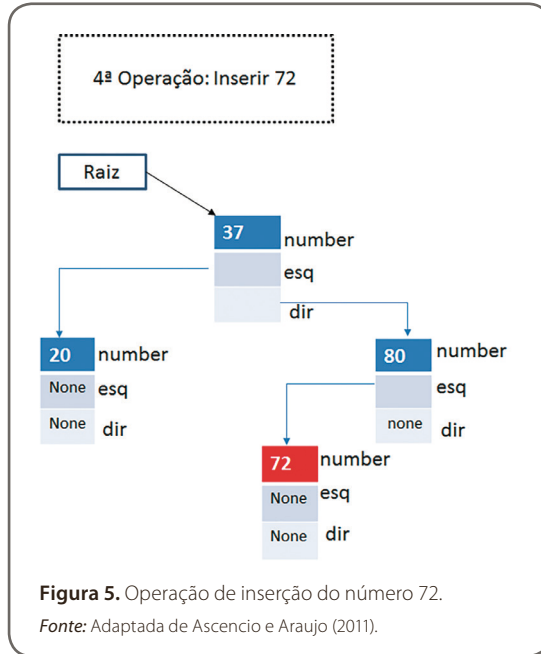 4ª Operação: Inserir 72
Raiz
37 number
esq
dir
20 number
None esq
None dir
80 number
esq
none dir
72 number
None esq
None dir
Figura 5. Operação de inserção do número 72.
Fonte: Adaptada de Ascencio e Araujo (2011).